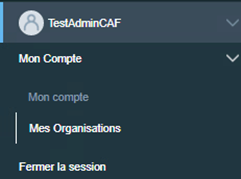 TestAdminCAF
Mon Compte
Mon compte
Mes Organisations
Fermer la session